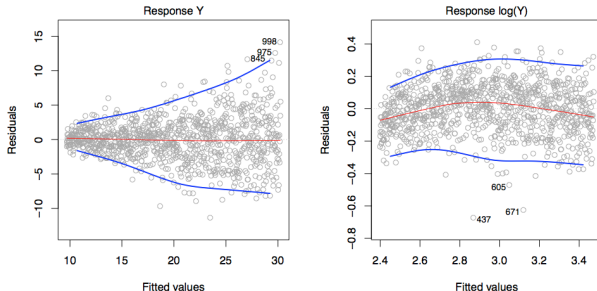 Response Y
998
975
845
15
10
5
0
−5
−10
Residuals
10 15 20 25 30
Fitted values
Response log(Y)
0.4
0.2
0.0
−0.2
−0.4
−0.6
−0.8
Residuals
605
671
437
2.4 2.6 2.8 3.0 3.2 3.4
Fitted values